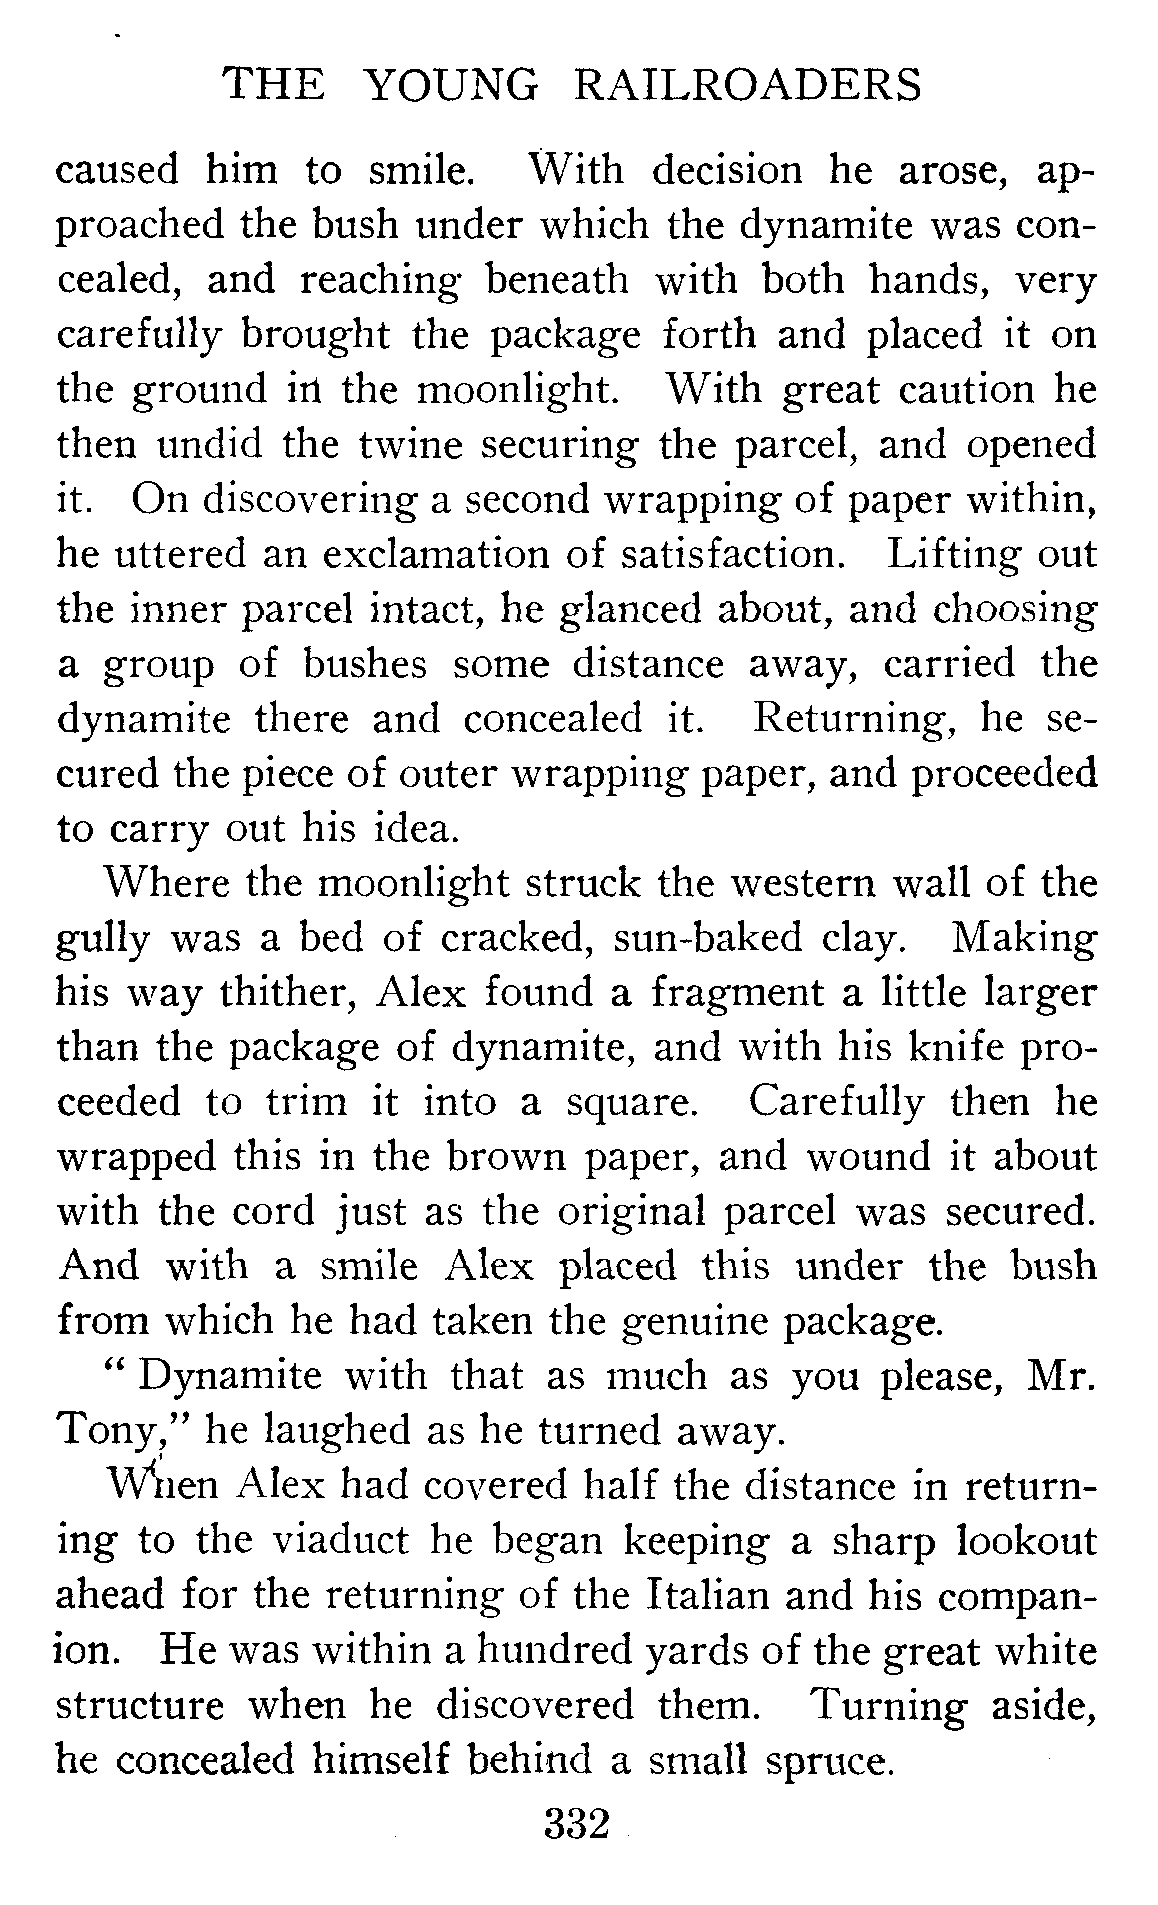 THE YOUNG RAILROADERS
caused him to smile. With decision he arose, ap-
proached the bush under which the dynamite was con-
cealed, and reaching beneath with both hands, very
carefully brought the package forth and placed it on
the ground in the moonlight. With great caution he
then undid the twine securing the parcel, and opened
it. On discovering a second wrapping of paper within,
he uttered an exclamation of satisfaction. Lifting out
the inner parcel intact, he glanced about, and choosing
a group of bushes some distance away, carried the
dynamite there and concealed it. Returning, he se-
cured the piece of outer wrapping paper, and proceeded
to carry out his idea.
Where the moonlight struck the western wall of the
gully was a bed of cracked, sun-baked clay. Making
his way thither, Alex found a fragment a little larger
than the package of dynamite, and with his knife pro-
ceeded to trim it into a square. Carefully then he
wrapped this in the brown paper, and wound it about
with the cord just as the original parcel was secured.
And with a smile Alex placed this under the bush
from which he had taken the genuine package.
“ Dynamite with that as much as you please, Mr.
Tony,” he laughed as he turned away.
When Alex had covered half the distance in return-
ing to the viaduct he began keeping a sharp lookout
ahead for the returning of the Italian and his compan-
ion. He was within a hundred yards of the great white
structure when he discovered them. Turning aside,
he concealed himself behind a small spruce.
332